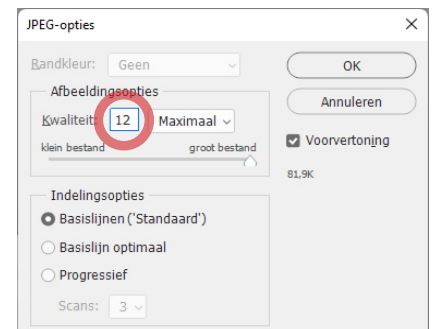 JPEG-opties
Randkleur: Geen
OK
Afbeeldingsopties
Annuleren
Kwaliteit: 12 Maximaal
Voorvertoning
klein bestand groot bestand
81,9K
Indelingsopties
Basislijnen ('Standaard')
Basislijn optimaal
Progressief
Scans: 3